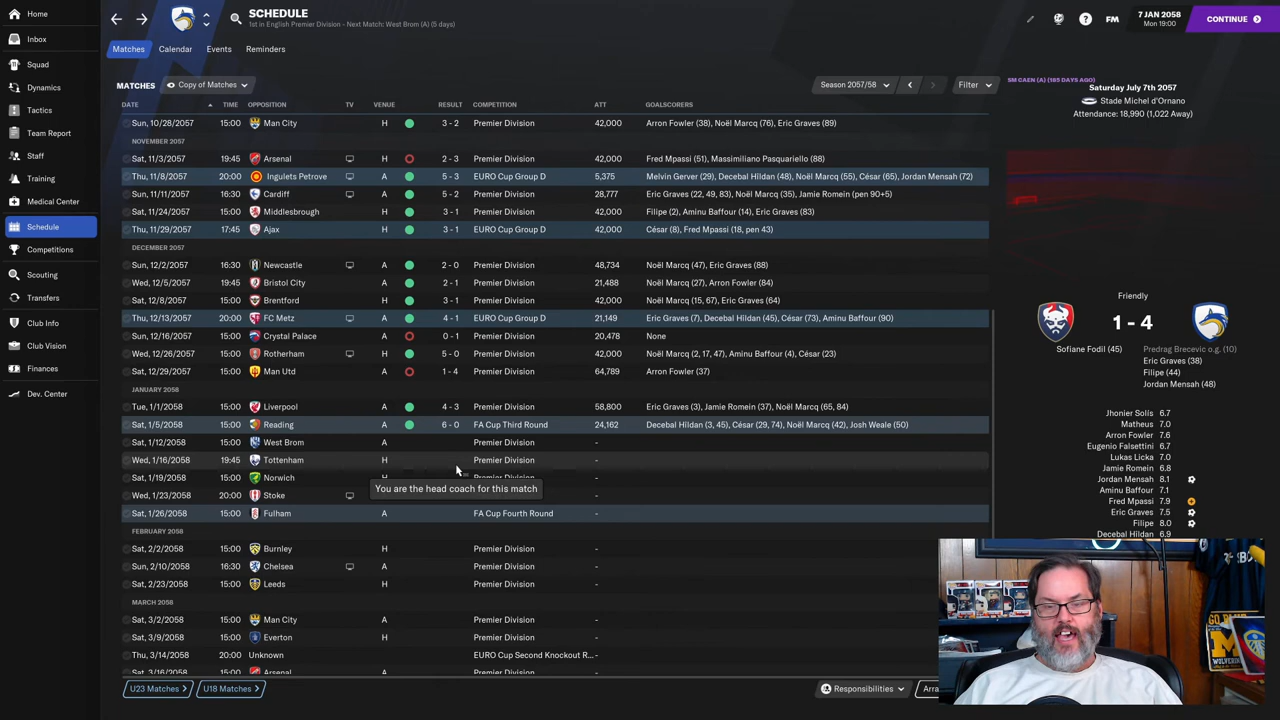 Home
Inbox
Squad
Dynamics
Tactics
Team Report
Staff
Training
Medical Center
Schedule
Competitions
Scouting
Transfers
Club Info
Club Vision
Finances
Dev. Center
SCHEDULE
1st in English Premier Division - Next Match: West Brom (A) (5 days)
FM
7 JAN 2058
Mon 19:00
CONTINUE
Matches Calendar Events Reminders
MATCHES Copy of Matches Season 2057/58 Filter
DATE TIME OPPOSITION TV VENUE RESULT COMPETITION ATT GOALSCORERS
Sun, 10/28/2057 15:00 Man City H 3 - 2 Premier Division 42,000 Arron Fowler (38), Noël Marcq (76), Eric Graves (89)
NOVEMBER 2057
Sat, 11/3/2057 19:45 Arsenal H 2 - 3 Premier Division 42,000 Fred Mpassi (51), Massimiliano Pasquariello (88)
Thu, 11/8/2057 20:00 Ingulets Petrove A 5 - 3 EURO Cup Group D 5,375 Melvin Gerver (29), Decebal Hildan (48), Noël Marcq (55), César (65), Jordan Mensah (72)
Sun, 11/11/2057 16:30 Cardiff A 5 - 2 Premier Division 28,777 Eric Graves (22, 49, 83), Noël Marcq (35), Jamie Romein (pen 90+5)
Sat, 11/24/2057 15:00 Middlesbrough H 3 - 1 Premier Division 42,000 Filipe (2), Aminu Baffour (14), Eric Graves (83)
Thu, 11/29/2057 17:45 Ajax H 3 - 1 EURO Cup Group D 42,000 César (8), Fred Mpassi (18, pen 43)
DECEMBER 2057
Sun, 12/2/2057 16:30 Newcastle A 2 - 0 Premier Division 48,734 Noël Marcq (47), Eric Graves (88)
Wed, 12/5/2057 19:45 Bristol City A 2 - 1 Premier Division 21,488 Noël Marcq (27), Arron Fowler (84)
Sat, 12/8/2057 15:00 Brentford H 3 - 1 Premier Division 42,000 Noël Marcq (15, 67), Eric Graves (64)
Thu, 12/13/2057 20:00 FC Metz A 4 - 1 EURO Cup Group D 21,149 Eric Graves (7), Decebal Hildan (45), César (73), Aminu Baffour (90)
Sun, 12/16/2057 15:00 Crystal Palace A 0 - 1 Premier Division 20,478 None
Wed, 12/26/2057 15:00 Rotherham H 5 - 0 Premier Division 42,000 Noël Marcq (2, 17, 47), Aminu Baffour (4), César (23)
Sat, 12/29/2057 15:00 Man Utd A 1 - 4 Premier Division 64,789 Arron Fowler (37)
JANUARY 2058
Tue, 1/1/2058 15:00 Liverpool A 4 - 3 Premier Division 58,800 Eric Graves (3), Jamie Romein (37), Noël Marcq (65, 84)
Sat, 1/5/2058 15:00 Reading A 6 - 0 FA Cup Third Round 24,162 Decebal Hildan (3, 45), César (29, 74), Noël Marcq (42), Josh Weale (50)
Sat, 1/12/2058 15:00 West Brom A Premier Division -
Wed, 1/16/2058 19:45 Tottenham H Premier Division -
Sat, 1/19/2058 15:00 Norwich H Premier Division -
You are the head coach for this match
Wed, 1/23/2058 20:00 Stoke A Premier Division -
Sat, 1/26/2058 15:00 Fulham A FA Cup Fourth Round -
FEBRUARY 2058
Sat, 2/2/2058 15:00 Burnley H Premier Division -
Sun, 2/10/2058 16:30 Chelsea A Premier Division -
Sat, 2/23/2058 15:00 Leeds H Premier Division -
MARCH 2058
Sat, 3/2/2058 15:00 Man City A Premier Division -
Sat, 3/9/2058 15:00 Everton H Premier Division -
Thu, 3/14/2058 20:00 Unknown EURO Cup Second Knockout R... -
Sat, 3/16/2058 15:00 Arsenal A Premier Division -
U23 Matches U18 Matches Responsibilities
SM CAEN (A) (185 DAYS AGO)
Saturday July 7th 2057
Stade Michel d'Ornano
Attendance: 18,990 (1,022 Away)
Friendly
1 - 4
Sofiane Fodil (45)
Predrag Brecevic o.g. (10)
Eric Graves (38)
Filipe (44)
Jordan Mensah (48)
Jhonier Solis 6.7
Matheus 7.0
Arron Fowler 7.6
Eugenio Falsettini 6.7
Lukas Licka 7.0
Jamie Romein 6.8
Jordan Mensah 8.1
Aminu Baffour 7.1
Fred Mpassi 7.9
Eric Graves 7.5
Filipe 8.0
Decebal Hildan 6.9